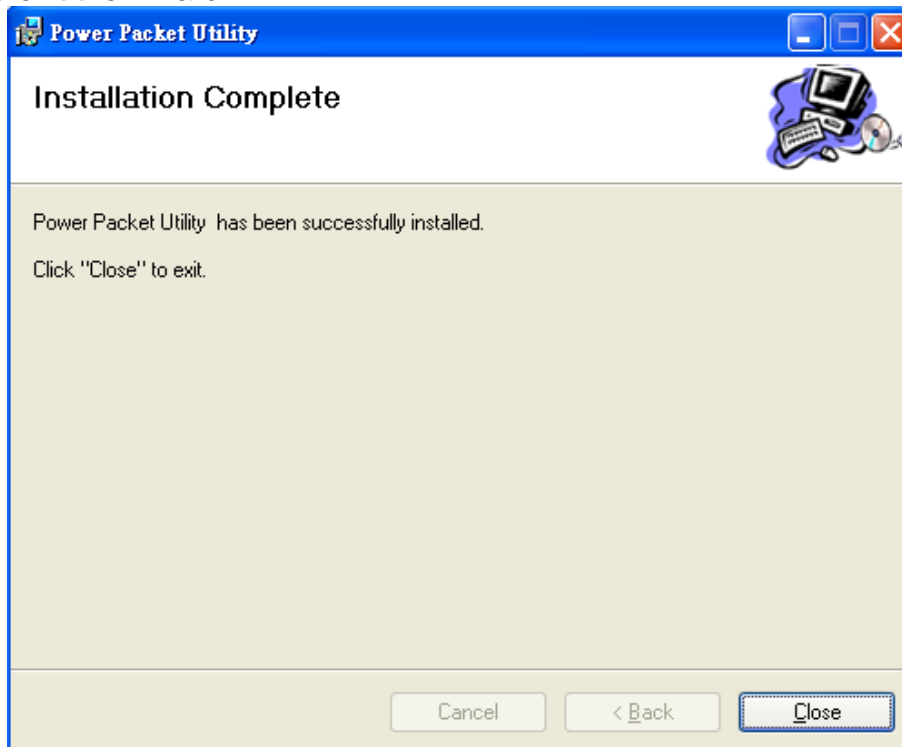 Power Packet Utility
Installation Complete
Power Packet Utility  has been successfully installed.
Click "Close" to exit.
Cancel
< Back
Close